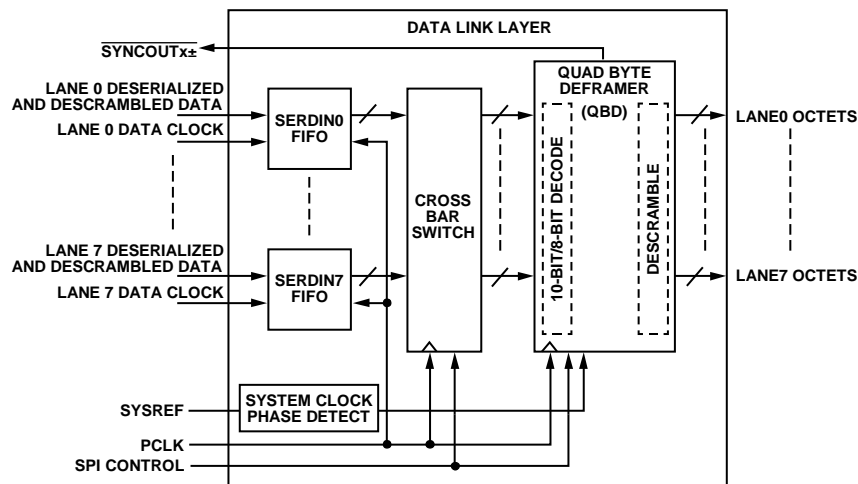 DATA LINK LAYER
SYNCOUTx±
QUAD BYTE
DEFRAMER
(QBD)
LANE 0 DESERIALIZED
AND DESCRAMBLED DATA
LANE 0 DATA CLOCK
SERDIN0
FIFO
LANE0 OCTETS
CROSS
BAR
SWITCH
10-BIT/8-BIT DECODE
DESCRAMBLE
LANE 7 DESERIALIZED
AND DESCRAMBLED DATA
LANE 7 DATA CLOCK
SERDIN7
FIFO
LANE7 OCTETS
SYSREF
SYSTEM CLOCK
PHASE DETECT
PCLK
SPI CONTROL